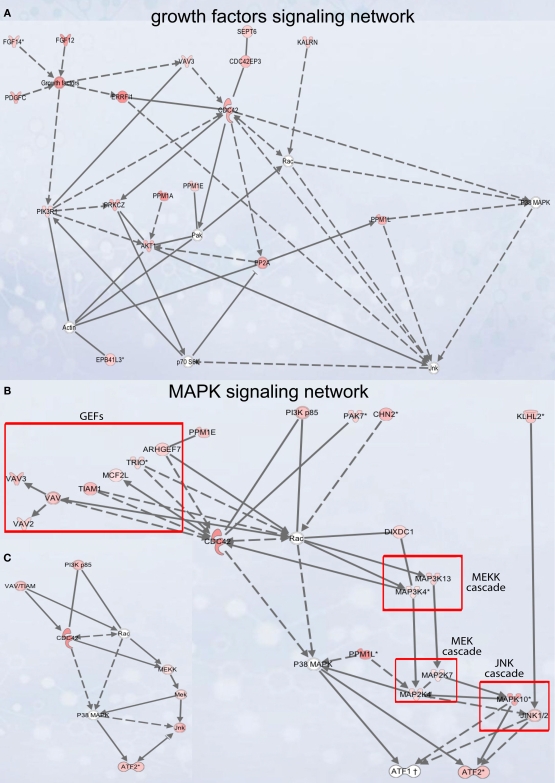 A
growth factors signaling network
FGF14*
FGF12
SEPT6
KALRN
VAV3
CDC42EP3
Growth factors
PDGFC
ERRFI1
CDC42
Rac
PIK3R1
PRKCZ
PPM1A
PPM1E
P38 MAPK
PPM1L
Pak
AKT1
PP2A
Actin
EPB41L3*
p70 S6K
Jnk
B
MAPK signaling network
GEFs
PI3K p85
PAK7*
CHN2*
KLHL2*
PPM1E
ARHGEF7
TRIO*
MCF2L
VAV3
TIAM1
VAV
VAV2
CDC42
Rac
DIXDC1
C
PI3K p85
MAP3K13
MAP3K4*
MEKK
cascade
VAV/TIAM
CDC42
Rac
MEK
cascade
PPM1L*
P38 MAPK
MEKK
MAP2K7
JNK
cascade
MAP2K4
MAPK10*
Mek
P38 MAPK
JINK1/2
Jnk
ATF2*
ATF1 †
ATF2*